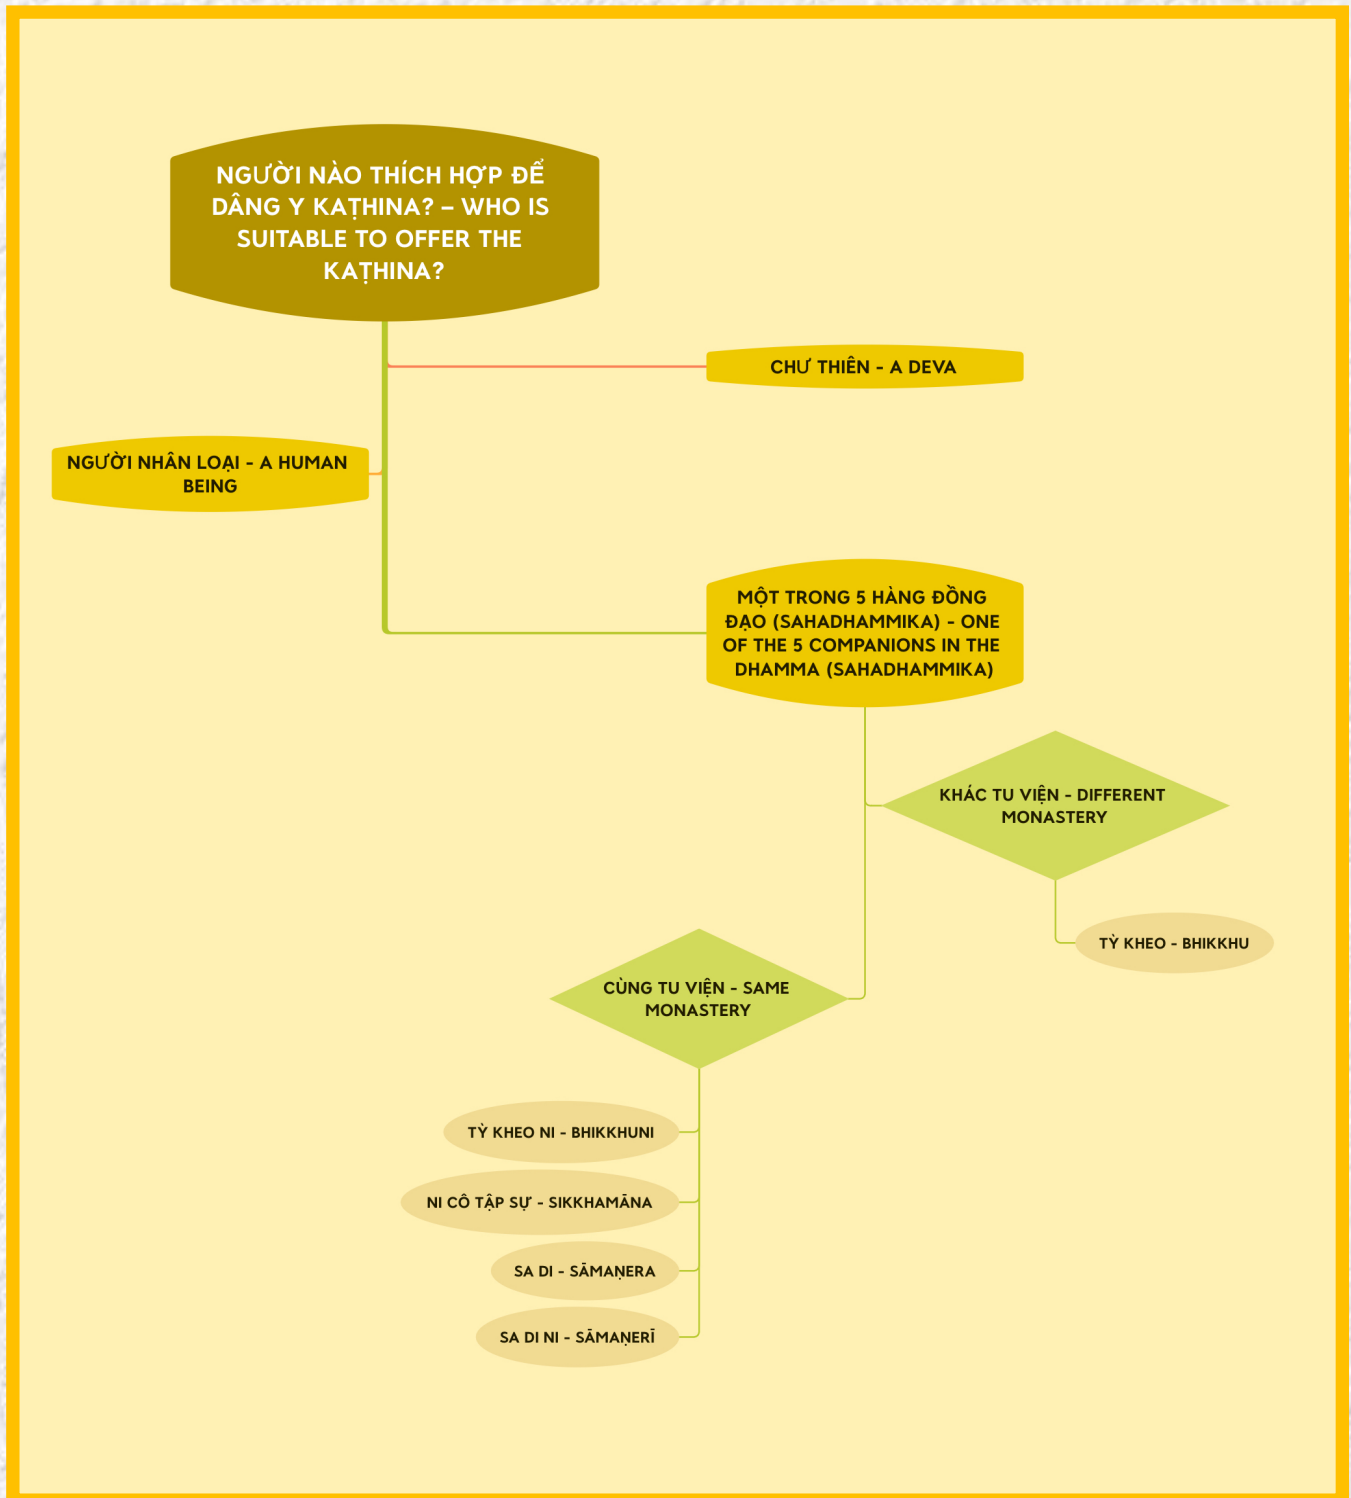 NGƯỜI NÀO THÍCH HỢP ĐỂ
DÂNG Y KAṬHINA? – WHO IS
SUITABLE TO OFFER THE
KAṬHINA?
CHƯ THIÊN - A DEVA
NGƯỜI NHÂN LOẠI - A HUMAN
BEING
MỘT TRONG 5 HÀNG ĐỒNG
ĐẠO (SAHADHAMMIKA) - ONE
OF THE 5 COMPANIONS IN THE
DHAMMA (SAHADHAMMIKA)
KHÁC TU VIỆN - DIFFERENT
MONASTERY
TỲ KHEO - BHIKKHU
CÙNG TU VIỆN - SAME
MONASTERY
TỲ KHEO NI - BHIKKHUNI
NI CÔ TẬP SỰ - SIKKHAMĀNA
SA DI - SĀMAṆERA
SA DI NI - SĀMAṆERĪ